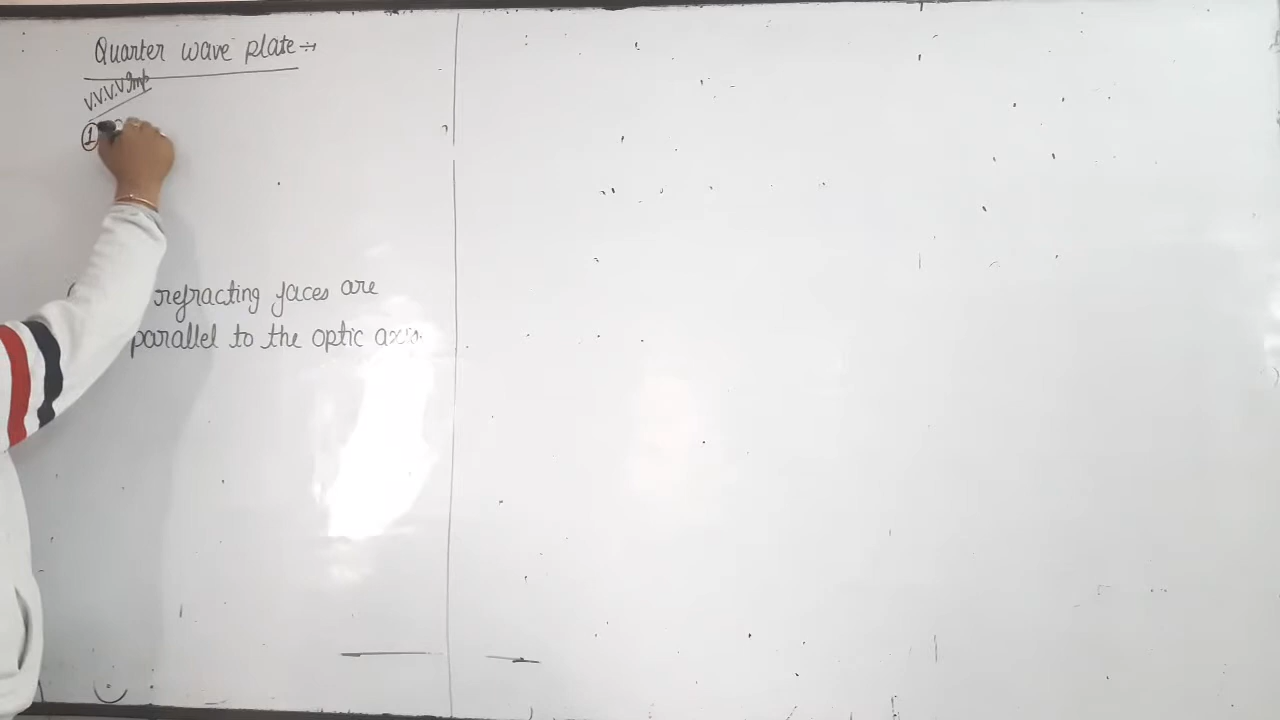 Quarter wave plate ÷
V.V.V.V Imp
①
refracting faces are
parallel to the optic axis.